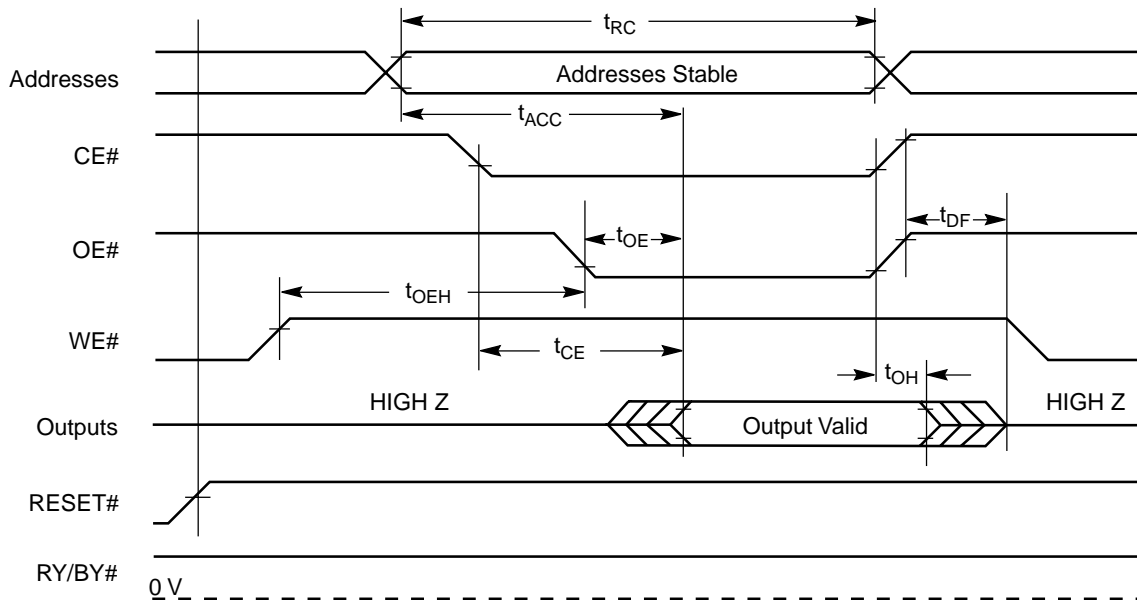 tRC
Addresses
Addresses Stable
tACC
CE#
tDF
OE#
tOE
tOEH
WE#
tCE
tOH
HIGH Z
HIGH Z
Outputs
Output Valid
RESET#
RY/BY#
0 V